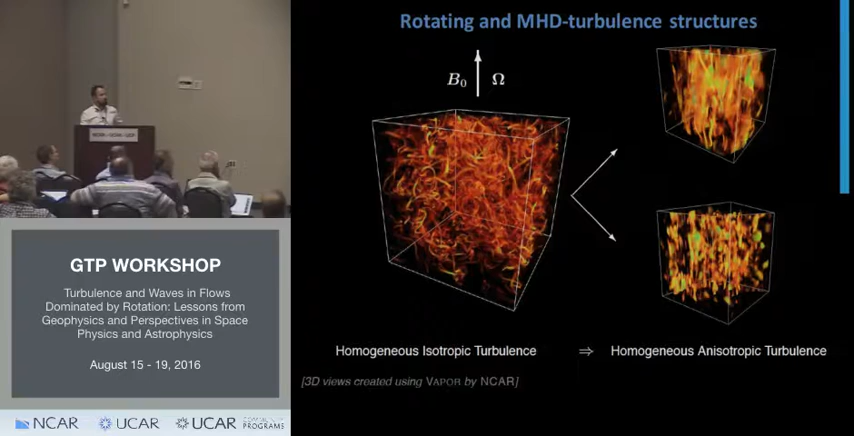 Rotating and MHD-turbulence structures
B₀ Ω
Homogeneous Isotropic Turbulence ⇒ Homogeneous Anisotropic Turbulence
[3D views created using VAPOR by NCAR]
GTP WORKSHOP
Turbulence and Waves in Flows
Dominated by Rotation: Lessons from
Geophysics and Perspectives in Space
Physics and Astrophysics
August 15 - 19, 2016
NCAR UCAR UCAR COMMUNITY
PROGRAMS